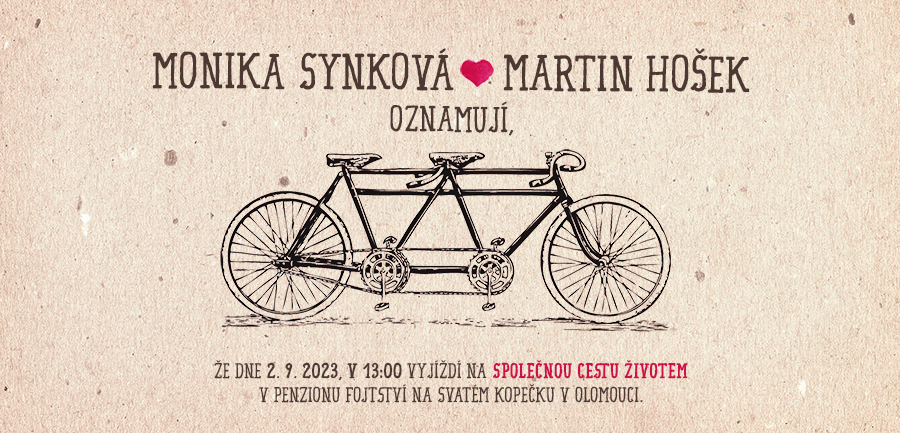 MONIKA SYNKOVÁ ♥ MARTIN HOŠEK
OZNAMUJÍ,
ŽE DNE 2. 9. 2023, V 13:00 VYJÍŽDÍ NA SPOLEČNOU CESTU ŽIVOTEM
V PENZIONU FOJTSTVÍ NA SVATÉM KOPEČKU V OLOMOUCI.